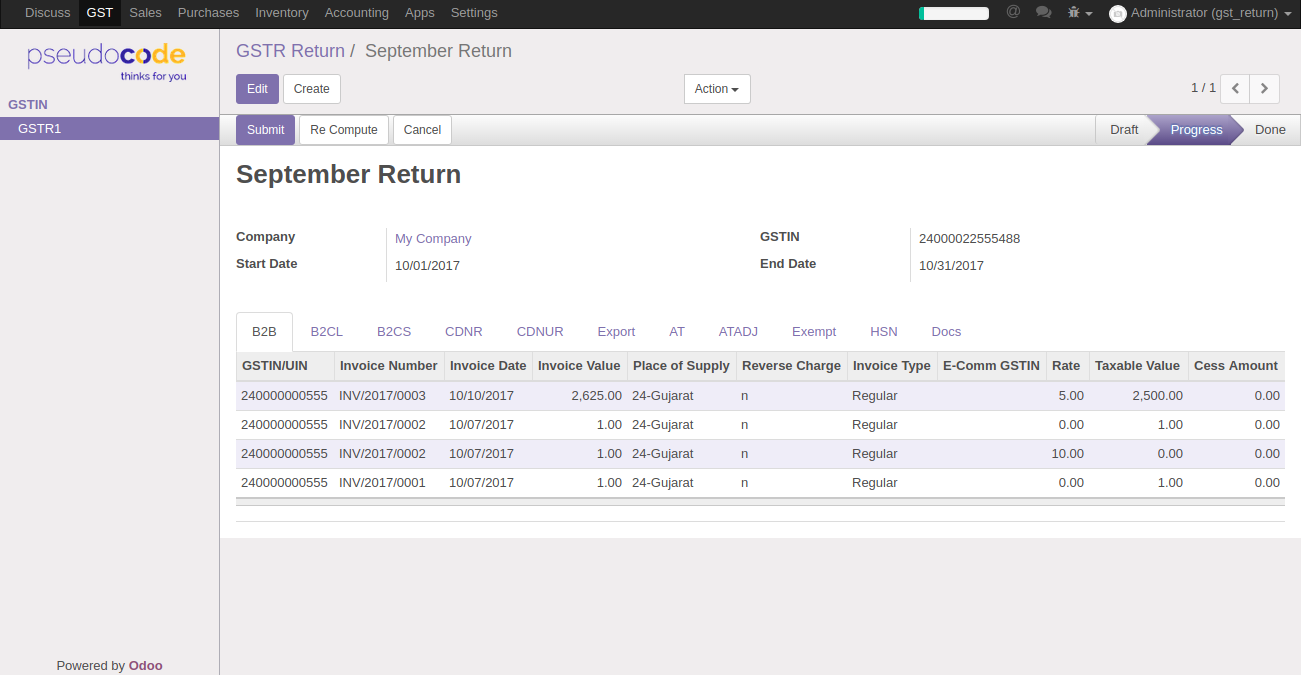 Discuss GST Sales Purchases Inventory Accounting Apps Settings @ Administrator (gst_return)
pseudocode
thinks for you
GSTIN
GSTR1
GSTR Return / September Return
Edit Create Action 1 / 1
Submit Re Compute Cancel Draft Progress Done
September Return
Company My Company GSTIN 24000022555488
Start Date 10/01/2017 End Date 10/31/2017
B2B B2CL B2CS CDNR CDNUR Export AT ATADJ Exempt HSN Docs
GSTIN/UIN Invoice Number Invoice Date Invoice Value Place of Supply Reverse Charge Invoice Type E-Comm GSTIN Rate Taxable Value Cess Amount
240000000555 INV/2017/0003 10/10/2017 2,625.00 24-Gujarat n Regular 5.00 2,500.00 0.00
240000000555 INV/2017/0002 10/07/2017 1.00 24-Gujarat n Regular 0.00 1.00 0.00
240000000555 INV/2017/0002 10/07/2017 1.00 24-Gujarat n Regular 10.00 0.00 0.00
240000000555 INV/2017/0001 10/07/2017 1.00 24-Gujarat n Regular 0.00 1.00 0.00
Powered by Odoo